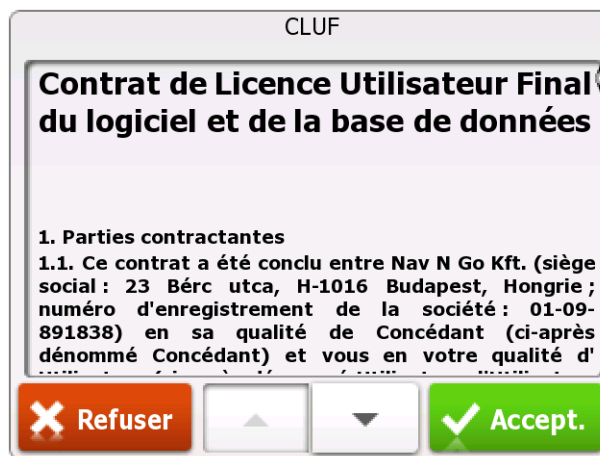 CLUF
Contrat de Licence Utilisateur Final
du logiciel et de la base de données
1. Parties contractantes
1.1. Ce contrat a été conclu entre Nav N Go Kft. (siège
social : 23 Bérc utca, H-1016 Budapest, Hongrie ;
numéro d'enregistrement de la société : 01-09-
891838) en sa qualité de Concédant (ci-après
dénommé Concédant) et vous en votre qualité d'
Refuser
Accept.